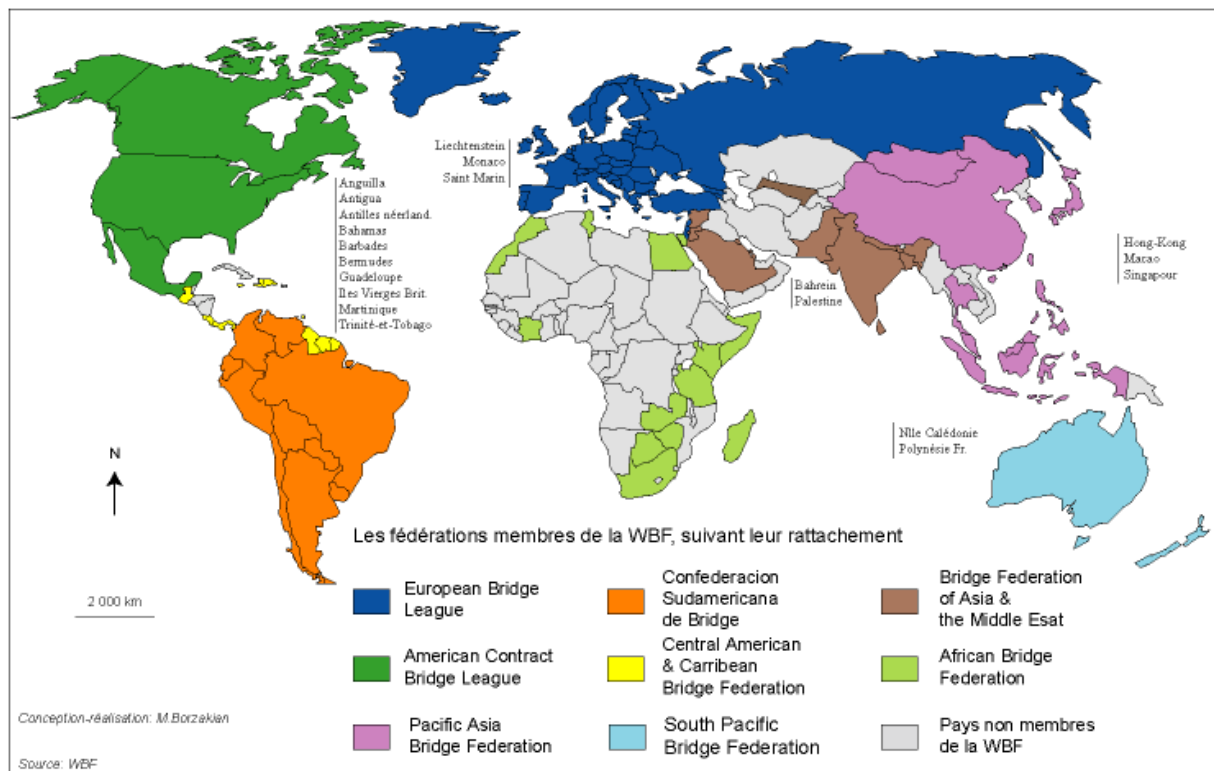 Liechtenstein
Monaco
Saint Marin
Anguilla
Antigua
Antilles néerland.
Bahamas
Barbades
Bermudes
Guadeloupe
Iles Vierges Brit.
Martinique
Trinité-et-Tobago
Bahrein
Palestine
Hong-Kong
Macao
Singapour
Nlle Calédonie
Polynésie Fr.
N
2 000 km
Les fédérations membres de la WBF, suivant leur rattachement
European Bridge
League
Confederacion
Sudamericana
de Bridge
Bridge Federation
of Asia &
the Middle Esat
American Contract
Bridge League
Central American
& Carribean
Bridge Federation
African Bridge
Federation
Pacific Asia
Bridge Federation
South Pacific
Bridge Federation
Pays non membres
de la WBF
Conception-réalisation: M.Borzakian
Source: WBF